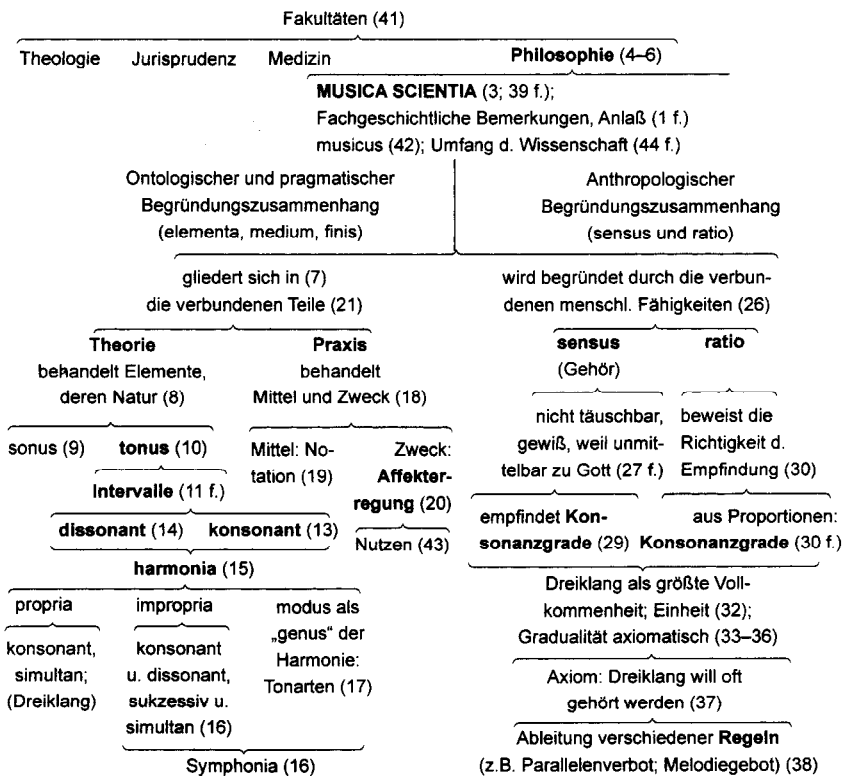 Fakultäten (41)
Theologie Jurisprudenz Medizin Philosophie (4–6)
MUSICA SCIENTIA (3; 39 f.);
Fachgeschichtliche Bemerkungen, Anlaß (1 f.)
musicus (42); Umfang d. Wissenschaft (44 f.)
Ontologischer und pragmatischer
Begründungszusammenhang
(elementa, medium, finis)
Anthropologischer
Begründungszusammenhang
(sensus und ratio)
gliedert sich in (7)
die verbundenen Teile (21)
wird begründet durch die verbun-
denen menschl. Fähigkeiten (26)
Theorie
behandelt Elemente,
deren Natur (8)
Praxis
behandelt
Mittel und Zweck (18)
sensus
(Gehör)
ratio
sonus (9) tonus (10)
Mittel: No-
tation (19)
Zweck:
Affekter-
regung (20)
Nutzen (43)
nicht täuschbar,
gewiß, weil unmit-
telbar zu Gott (27 f.)
beweist die
Richtigkeit d.
Empfindung (30)
Intervalle (11 f.)
dissonant (14) konsonant (13)
empfindet Kon-
sonanzgrade (29)
aus Proportionen:
Konsonanzgrade (30 f.)
harmonia (15)
propria
konsonant,
simultan;
(Dreiklang)
impropria
konsonant
u. dissonant,
sukzessiv u.
simultan (16)
modus als
„genus“ der
Harmonie:
Tonarten (17)
Symphonia (16)
Dreiklang als größte Voll-
kommenheit; Einheit (32);
Gradualität axiomatisch (33–36)
Axiom: Dreiklang will oft
gehört werden (37)
Ableitung verschiedener Regeln
(z.B. Parallelenverbot; Melodiegebot) (38)